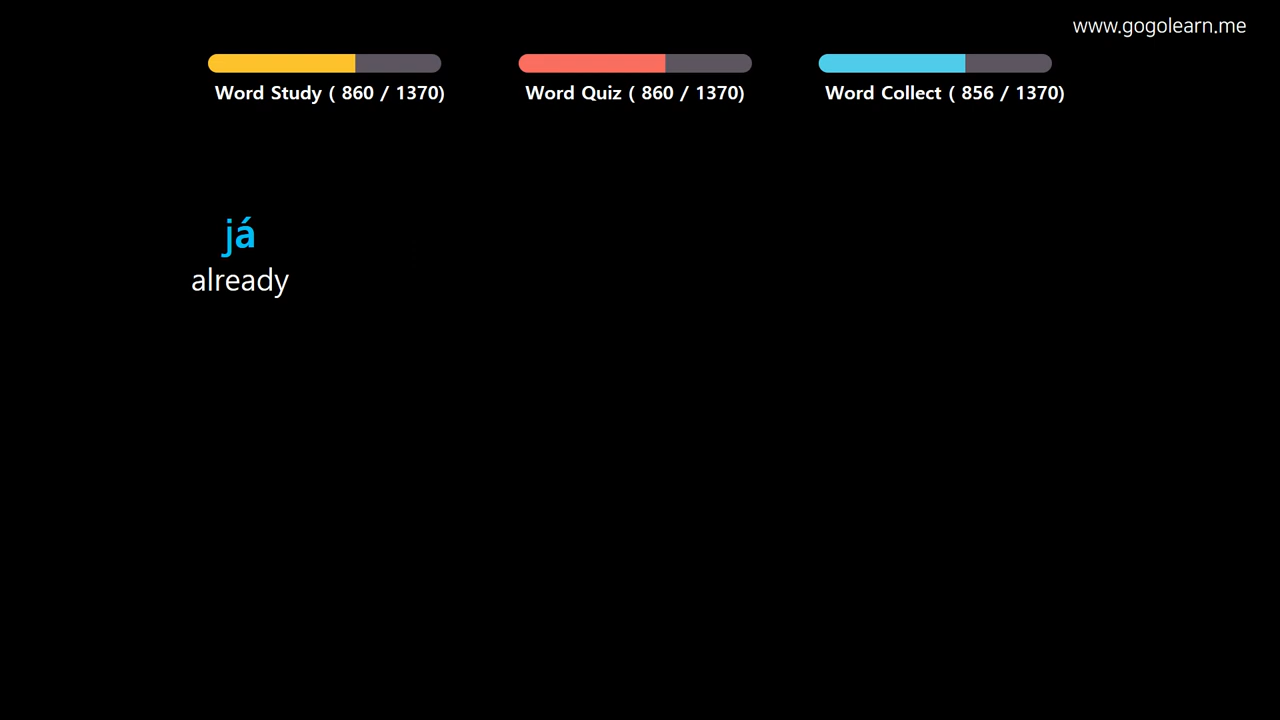 www.gogolearn.me
Word Study ( 860 / 1370)
Word Quiz ( 860 / 1370)
Word Collect ( 856 / 1370)
já
already